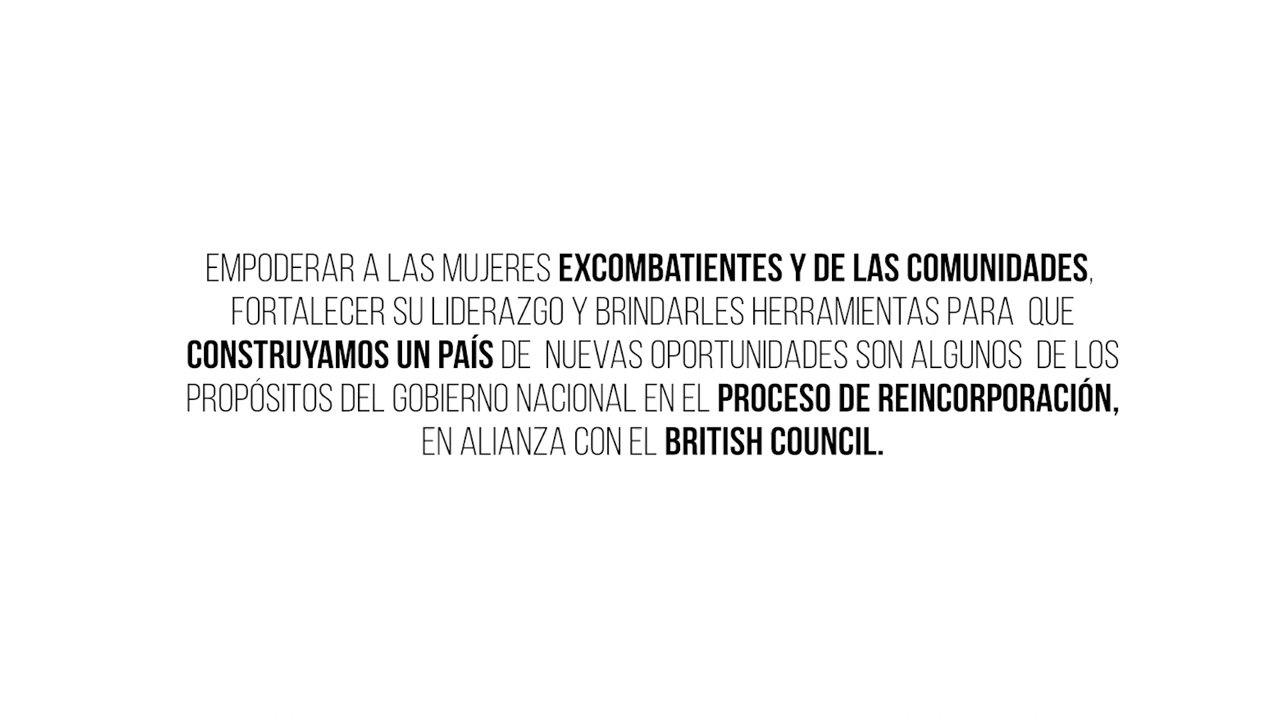 EMPODERAR A LAS MUJERES EXCOMBATIENTES Y DE LAS COMUNIDADES,
FORTALECER SU LIDERAZGO Y BRINDARLES HERRAMIENTAS PARA QUE
CONSTRUYAMOS UN PAÍS DE NUEVAS OPORTUNIDADES SON ALGUNOS DE LOS
PROPÓSITOS DEL GOBIERNO NACIONAL EN EL PROCESO DE REINCORPORACIÓN,
EN ALIANZA CON EL BRITISH COUNCIL.